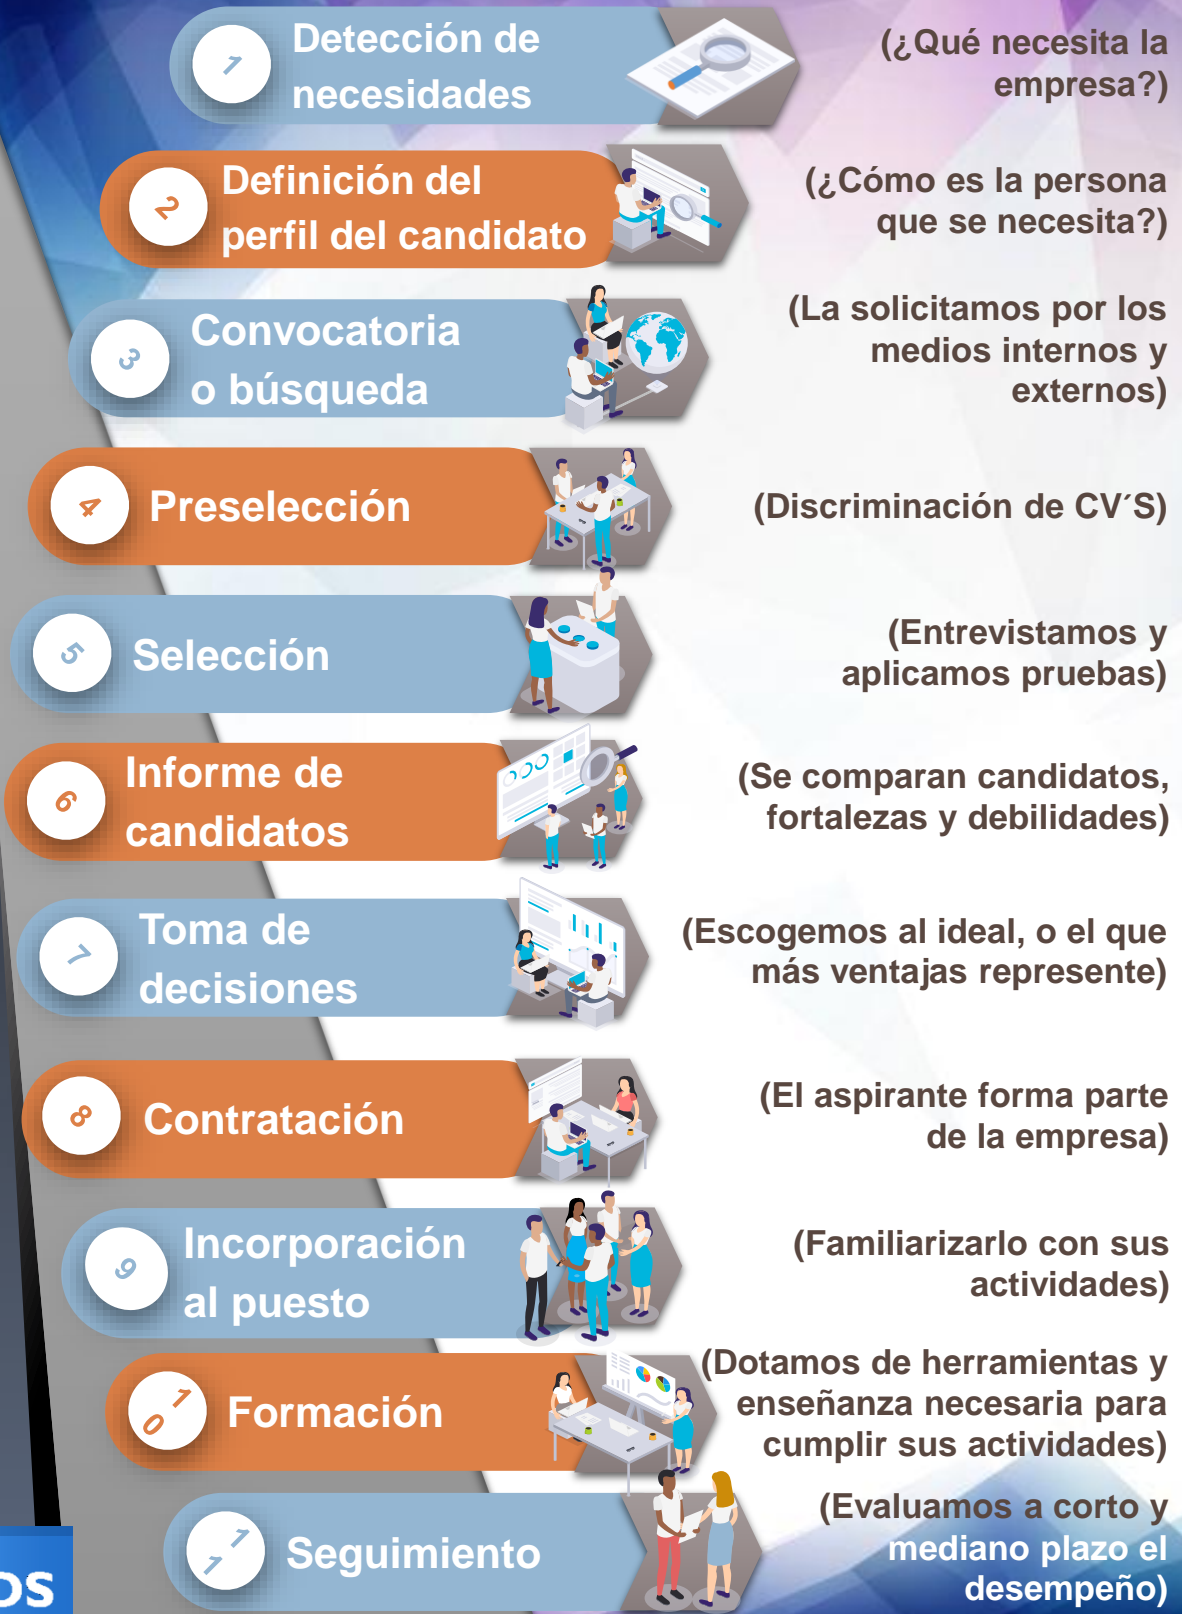 1
Detección de
necesidades
(¿Qué necesita la
empresa?)
2
Definición del
perfil del candidato
(¿Cómo es la persona
que se necesita?)
3
Convocatoria
o búsqueda
(La solicitamos por los
medios internos y
externos)
4
Preselección
(Discriminación de CV´S)
5
Selección
(Entrevistamos y
aplicamos pruebas)
6
Informe de
candidatos
(Se comparan candidatos,
fortalezas y debilidades)
7
Toma de
decisiones
(Escogemos al ideal, o el que
más ventajas represente)
8
Contratación
(El aspirante forma parte
de la empresa)
9
Incorporación
al puesto
(Familiarizarlo con sus
actividades)
1
0
Formación
(Dotamos de herramientas y
enseñanza necesaria para
cumplir sus actividades)
1
1
Seguimiento
(Evaluamos a corto y
mediano plazo el
desempeño)
OS